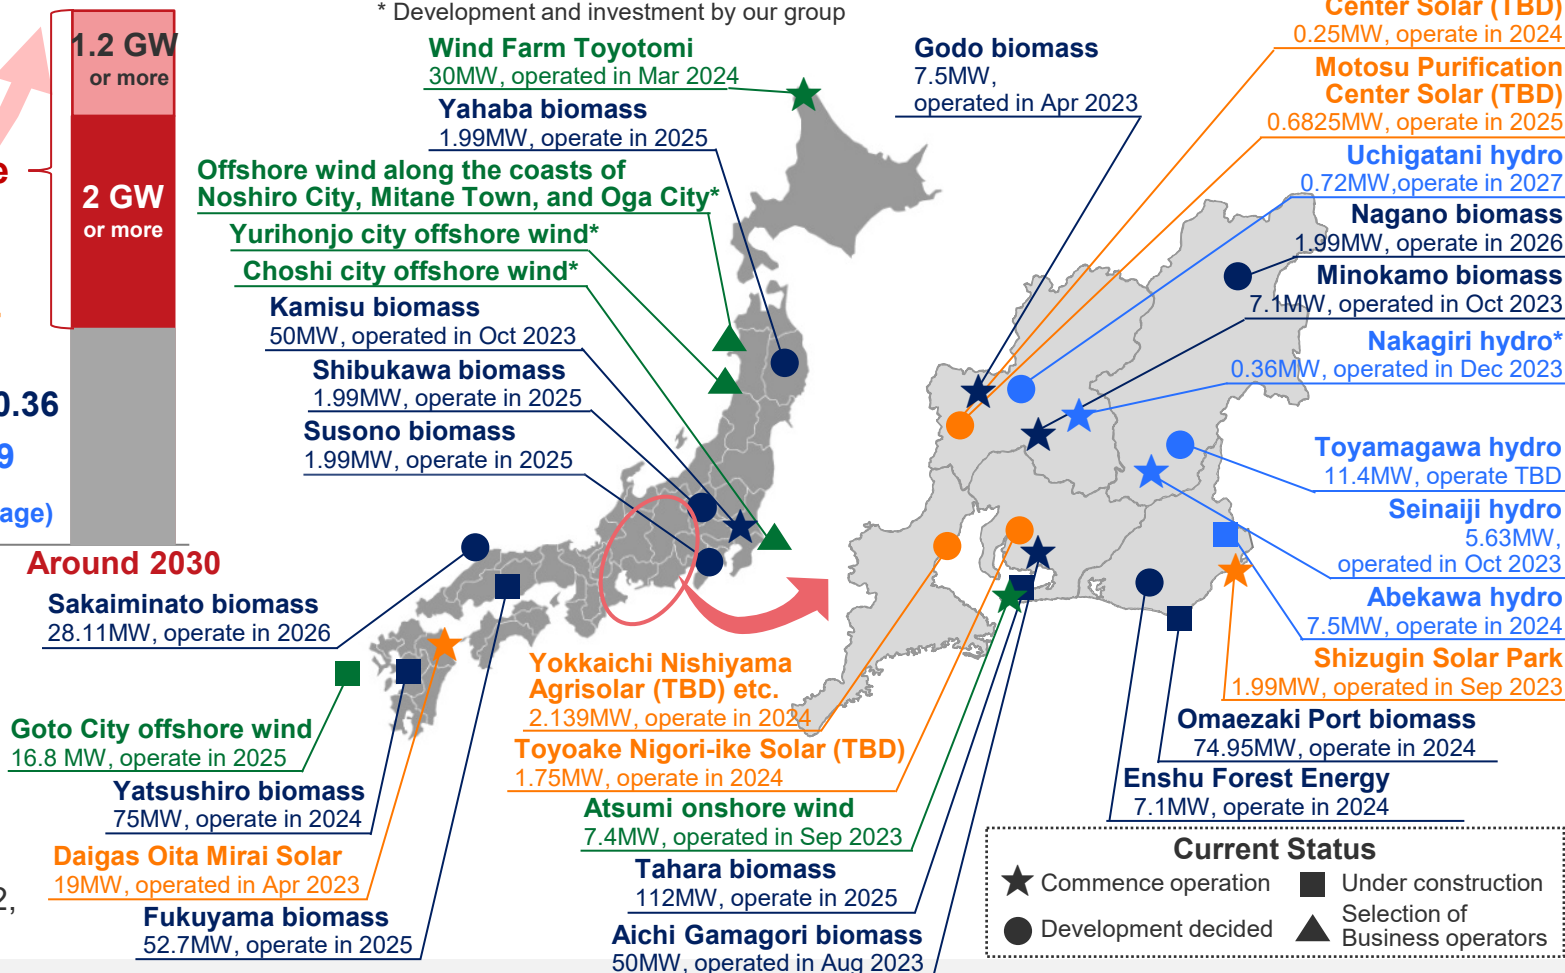 * Development and investment by our group
1.2 GW
or more
2 GW
or more
e
0.36
9
age)
Around 2030
2,
Wind Farm Toyotomi
30MW, operated in Mar 2024
Yahaba biomass
1.99MW, operate in 2025
Offshore wind along the coasts of
Noshiro City, Mitane Town, and Oga City*
Yurihonjo city offshore wind*
Choshi city offshore wind*
Kamisu biomass
50MW, operated in Oct 2023
Shibukawa biomass
1.99MW, operate in 2025
Susono biomass
1.99MW, operate in 2025
Sakaiminato biomass
28.11MW, operate in 2026
Goto City offshore wind
16.8 MW, operate in 2025
Yatsushiro biomass
75MW, operate in 2024
Daigas Oita Mirai Solar
19MW, operated in Apr 2023
Fukuyama biomass
52.7MW, operate in 2025
Godo biomass
7.5MW,
operated in Apr 2023
Center Solar (TBD)
0.25MW, operate in 2024
Motosu Purification
Center Solar (TBD)
0.6825MW, operate in 2025
Uchigatani hydro
0.72MW,operate in 2027
Nagano biomass
1.99MW, operate in 2026
Minokamo biomass
7.1MW, operated in Oct 2023
Nakagiri hydro*
0.36MW, operated in Dec 2023
Toyamagawa hydro
11.4MW, operate TBD
Seinaiji hydro
5.63MW,
operated in Oct 2023
Abekawa hydro
7.5MW, operate in 2024
Shizugin Solar Park
1.99MW, operated in Sep 2023
Omaezaki Port biomass
74.95MW, operate in 2024
Enshu Forest Energy
7.1MW, operate in 2024
Yokkaichi Nishiyama
Agrisolar (TBD) etc.
2.139MW, operate in 2024
Toyoake Nigori-ike Solar (TBD)
1.75MW, operate in 2024
Atsumi onshore wind
7.4MW, operated in Sep 2023
Tahara biomass
112MW, operate in 2025
Aichi Gamagori biomass
50MW, operated in Aug 2023
Current Status
Commence operation
Under construction
Development decided
Selection of
Business operators